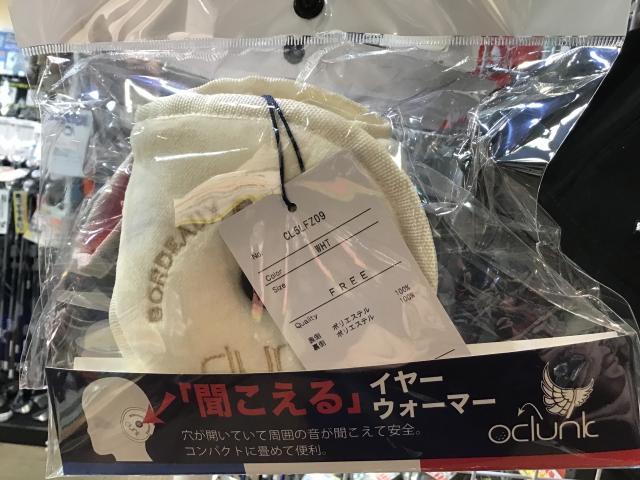 BORDEAU
No. CLSLFZ09
Color WHT
Size FREE
Quality
表側 ポリエステル 100%
裏側 ポリエステル 100%
「聞こえる」イヤーウォーマー
穴が開いていて周囲の音が聞こえて安全。
コンパクトに畳めて便利。
oclunk